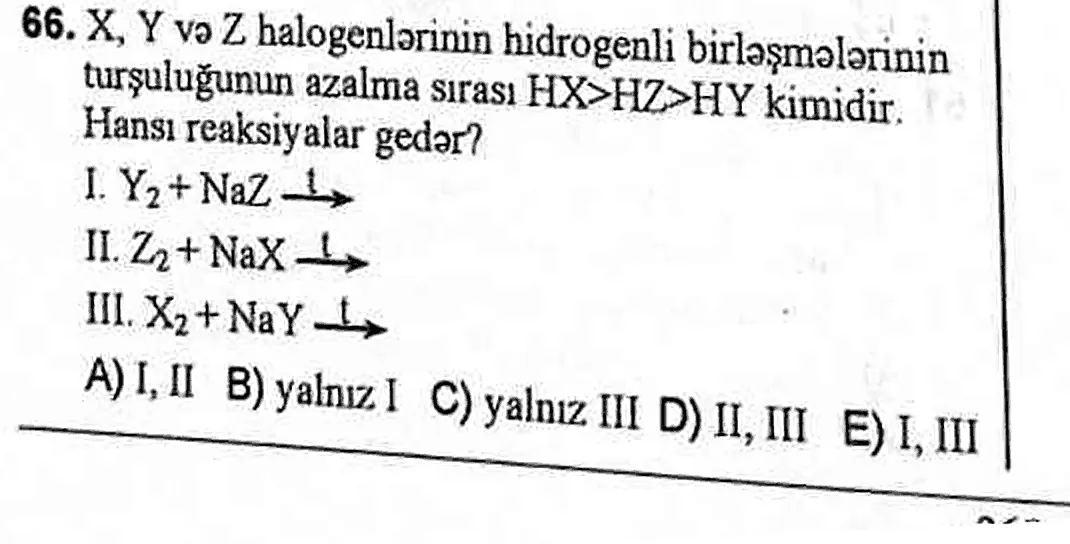 66. X, Y və Z halogenlərinin hidrogenli birləşmələrinin
turşuluğunun azalma sırası HX>HZ>HY kimidir.
Hansı reaksiyalar gedər?
I. Y₂ + NaZ —t→
II. Z₂ + NaX —t→
III. X₂ + NaY —t→
A) I, II B) yalnız I C) yalnız III D) II, III E) I, III